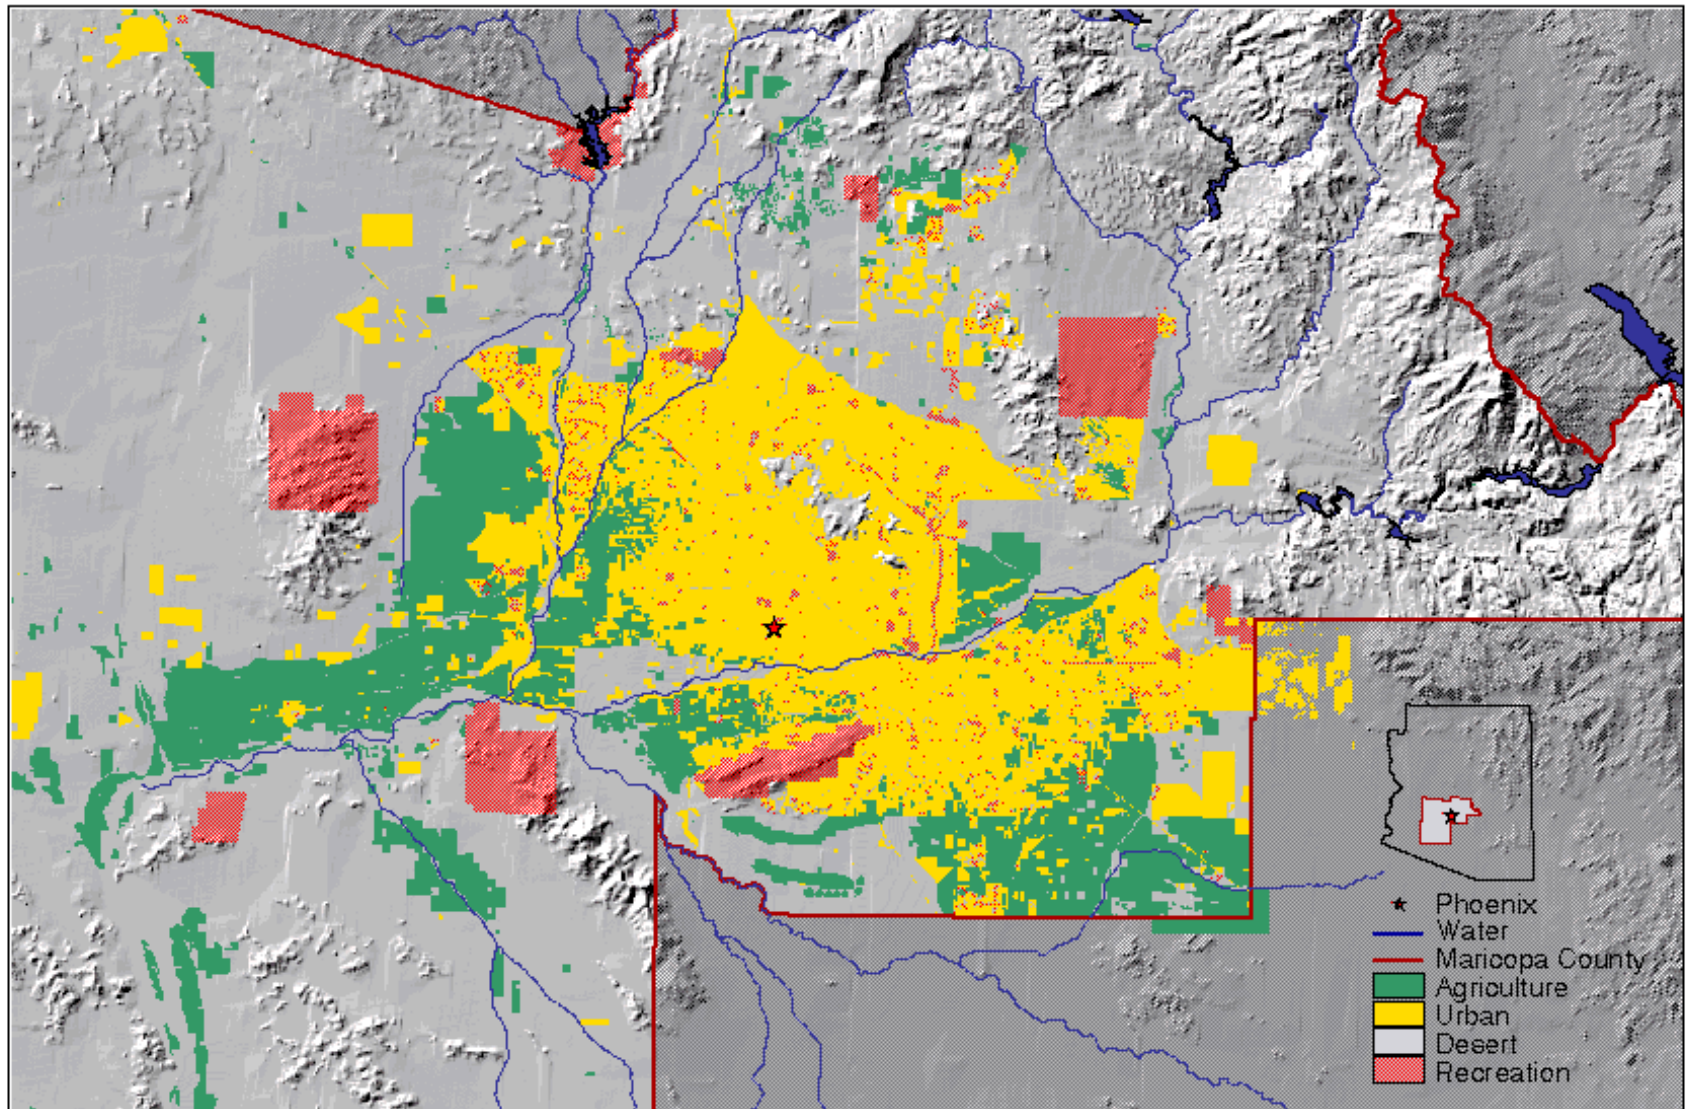 Phoenix
Water
Maricopa County
Agriculture
Urban
Desert
Recreation